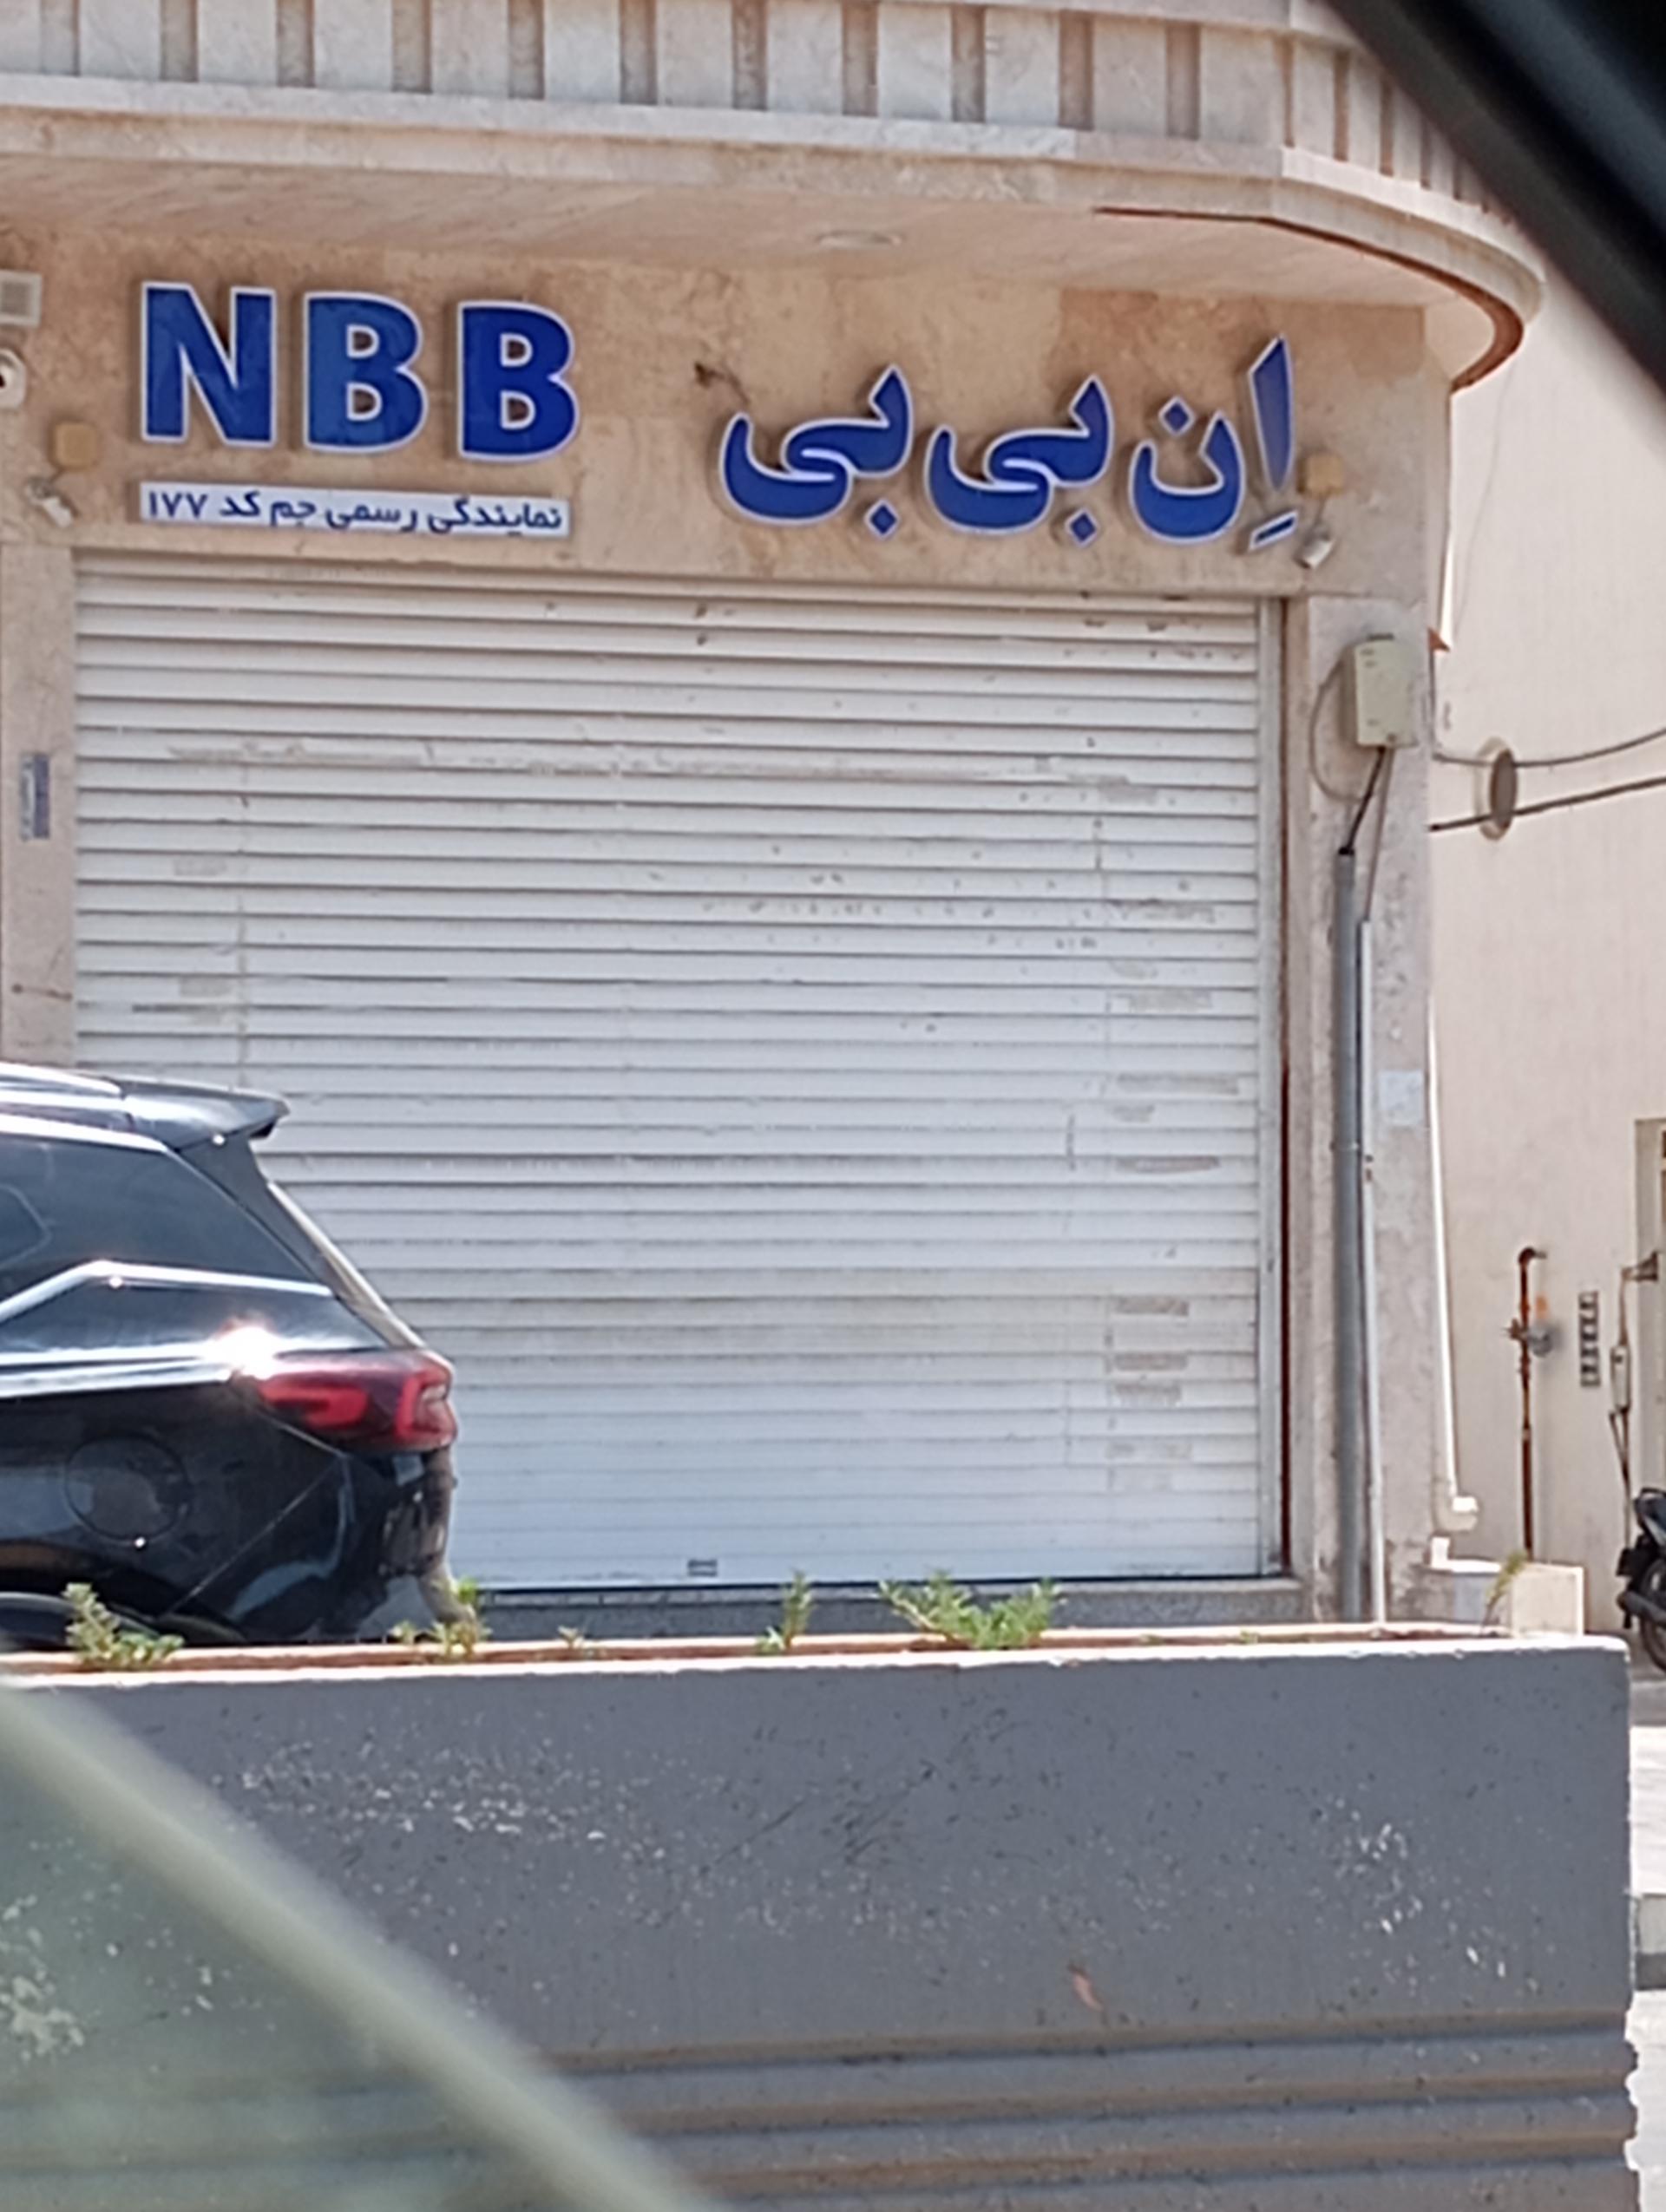 NBB
اِن بی بی
نمایندگی رسمی جم کد ۱۷۷